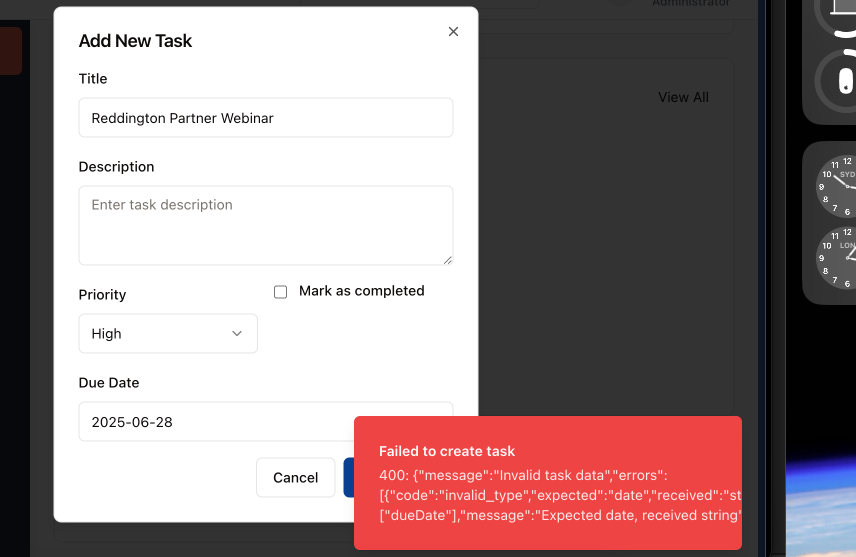 Administrator
Add New Task
Title
Reddington Partner Webinar
View All
Description
Enter task description
Priority
Mark as completed
High
Due Date
2025-06-28
Cancel
Failed to create task
400: {"message":"Invalid task data","errors":
[{"code":"invalid_type","expected":"date","received":"st
["dueDate"],"message":"Expected date, received string"
11 12
10 SYD
9
8
7 6
11 12
10 LON
9
8
7 6